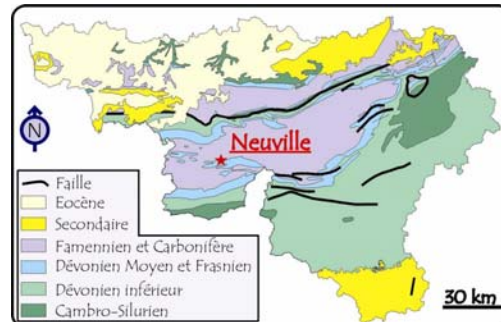 N
Neuville
Faille
Eocène
Secondaire
Famennien et Carbonifère
Dévonien Moyen et Frasnien
Dévonien inférieur
Cambro-Silurien
30 km